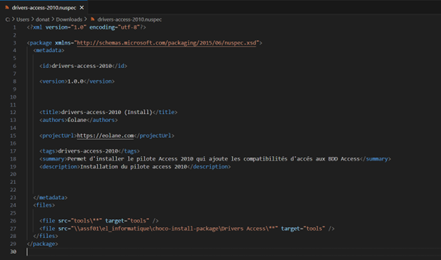 drivers-access-2010.nuspec
C: > Users > donat > Downloads > drivers-access-2010.nuspec
1 <?xml version="1.0" encoding="utf-8"?>
2
3 <package xmlns="http://schemas.microsoft.com/packaging/2015/06/nuspec.xsd">
4 <metadata>
5
6 <id>drivers-access-2010</id>
7
8 <version>1.0.0</version>
9
10
11
12 <title>drivers-access-2010 (Install)</title>
13 <authors>Éolane</authors>
14
15 <projectUrl>https://eolane.com</projectUrl>
16
17 <tags>drivers-access-2010</tags>
18 <summary>Permet d'installer le pilote Access 2010 qui ajoute les compatibilités d'accés aux BDD Access</summary>
19 <description>Installation du pilote access 2010</description>
20
21
22
23 </metadata>
24 <files>
25
26 <file src="tools\**" target="tools" />
27 <file src="\\assf01\el_informatique\choco-install-package\Drivers Access\**" target="tools" />
28 </files>
29 </package>
30